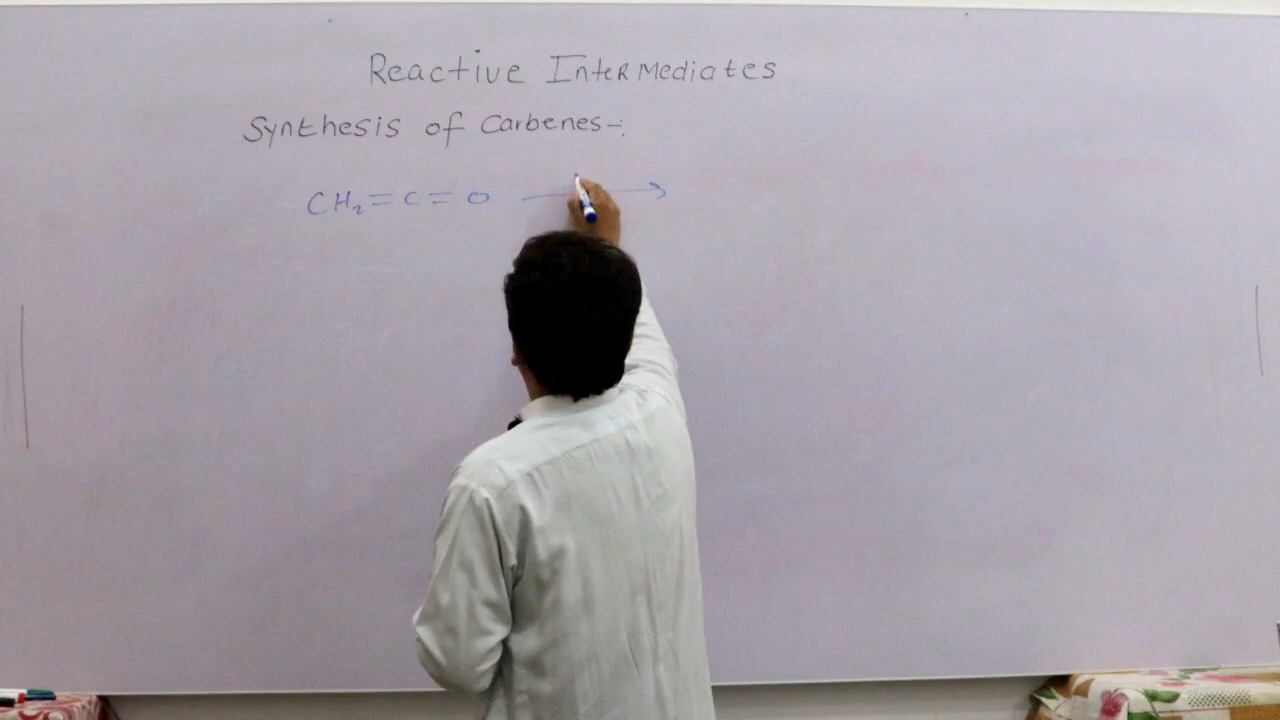 Reactive Intermediates
Synthesis of Carbenes-:
CH₂=C=O ⟶